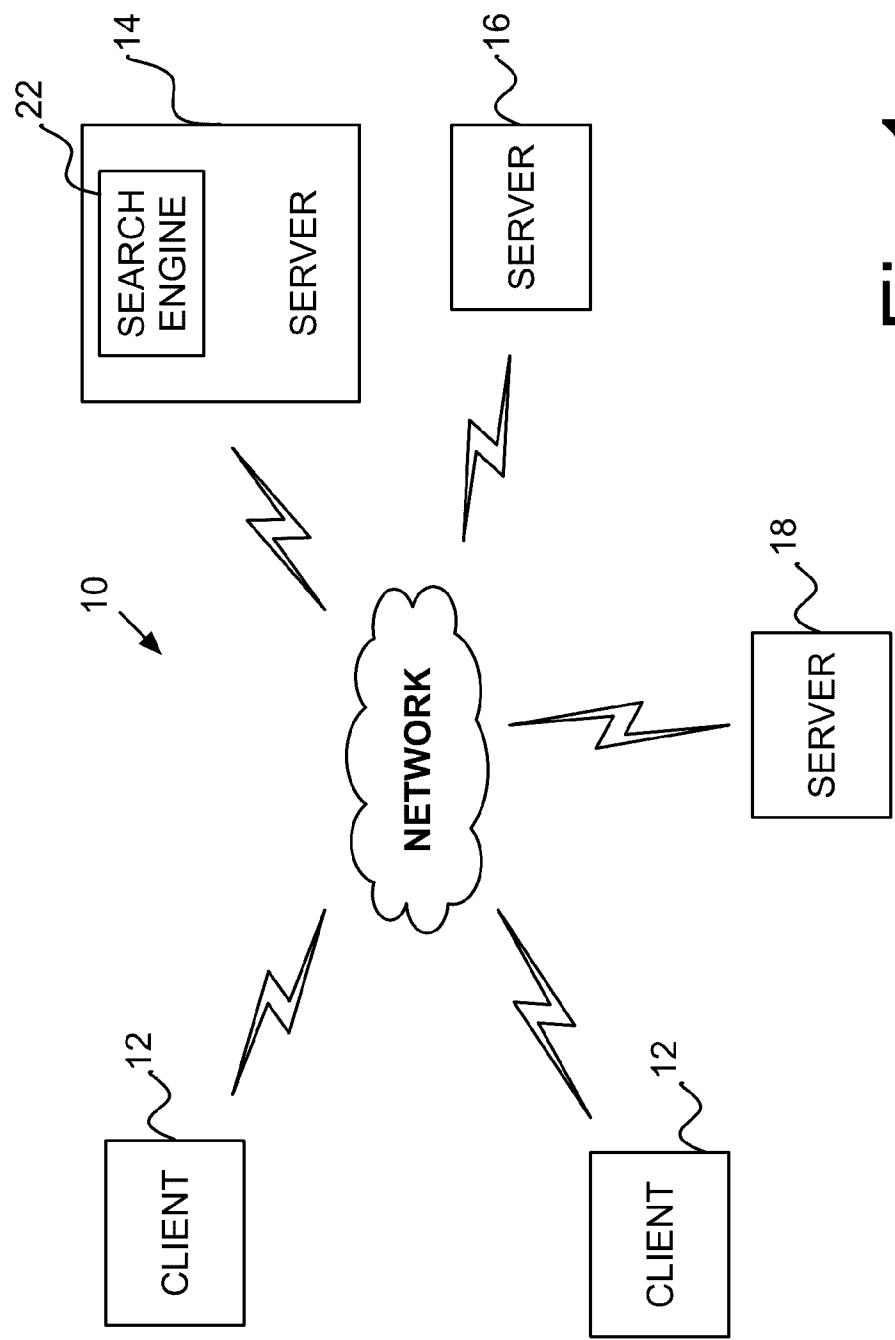 22
10
12
SEARCH
ENGINE
14
CLIENT
SERVER
NETWORK
16
SERVER
12
CLIENT
18
SERVER